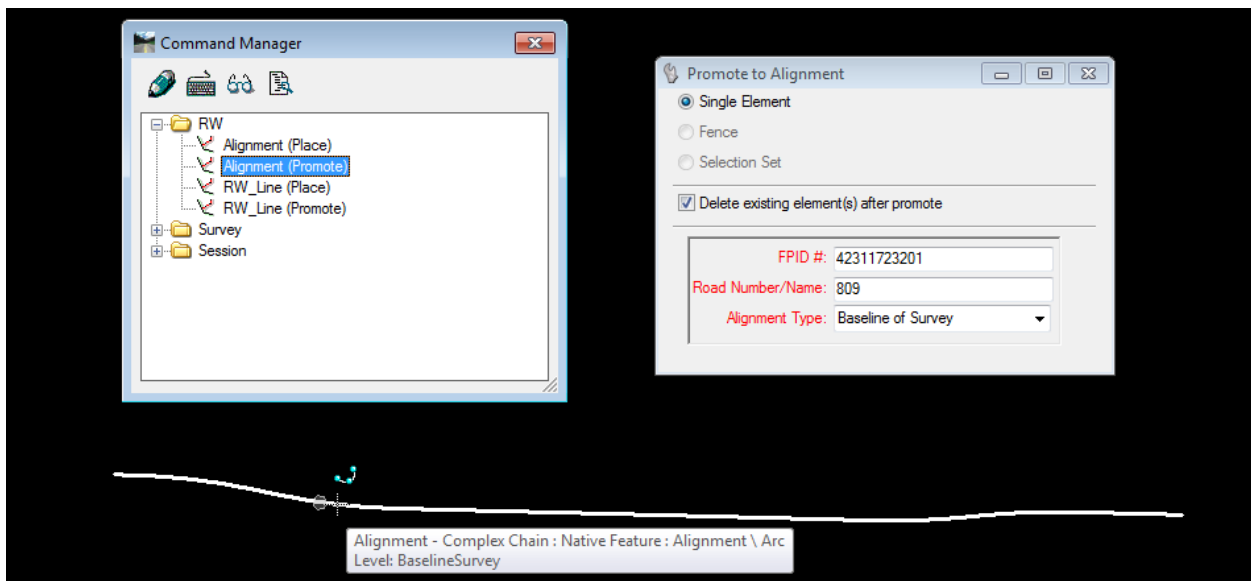 Command Manager
RW
Alignment (Place)
Alignment (Promote)
RW_Line (Place)
RW_Line (Promote)
Survey
Session
Promote to Alignment
Single Element
Fence
Selection Set
Delete existing element(s) after promote
FPID #: 42311723201
Road Number/Name: 809
Alignment Type: Baseline of Survey
Alignment - Complex Chain : Native Feature : Alignment \ Arc
Level: BaselineSurvey